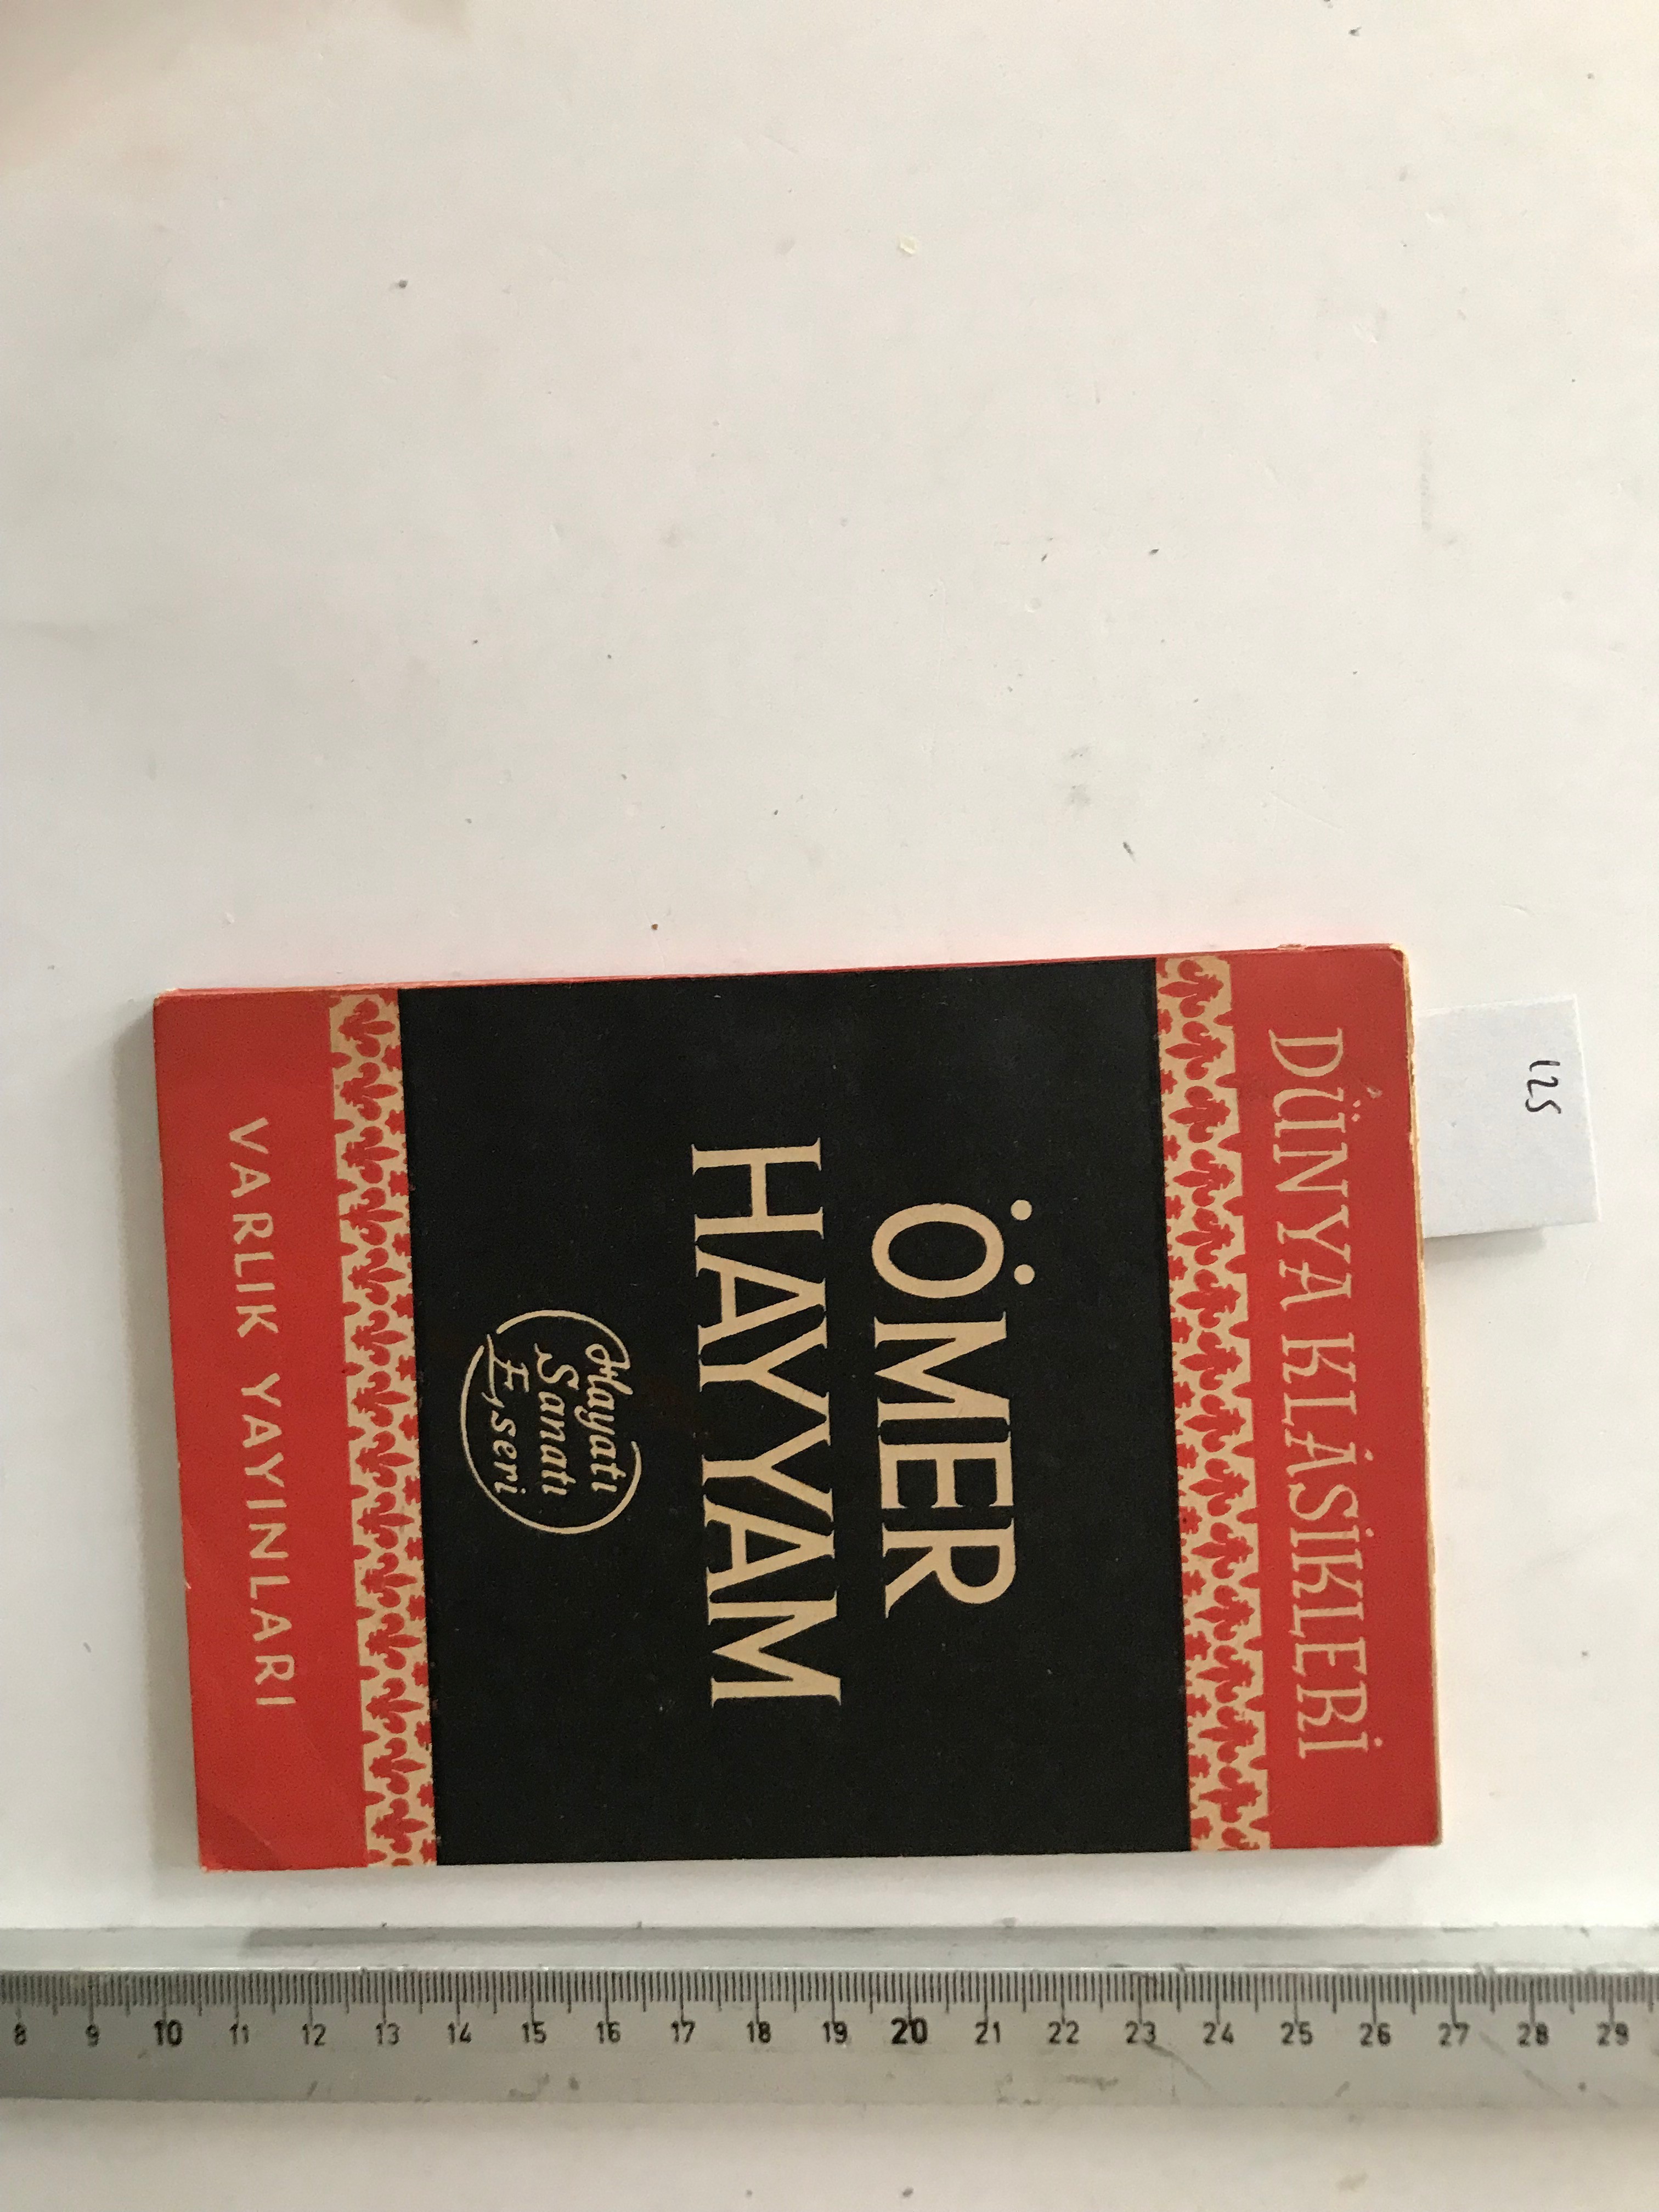 125
DÜNYA KLÂSİKLERİ
ÖMER
HAYYAM
Hayatı
Sanatı
Eseri
VARLIK YAYINLARI
8 9 10 11 12 13 14 15 16 17 18 19 20 21 22 23 24 25 26 27 28 29